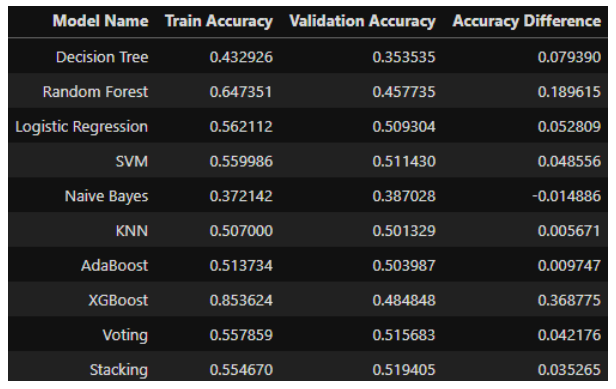 Model Name Train Accuracy Validation Accuracy Accuracy Difference
Decision Tree 0.432926 0.353535 0.079390
Random Forest 0.647351 0.457735 0.189615
Logistic Regression 0.562112 0.509304 0.052809
SVM 0.559986 0.511430 0.048556
Naive Bayes 0.372142 0.387028 -0.014886
KNN 0.507000 0.501329 0.005671
AdaBoost 0.513734 0.503987 0.009747
XGBoost 0.853624 0.484848 0.368775
Voting 0.557859 0.515683 0.042176
Stacking 0.554670 0.519405 0.035265